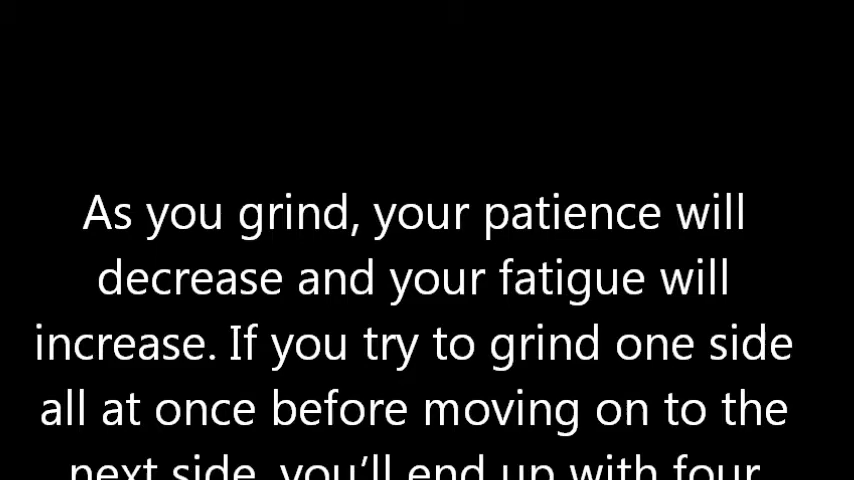 As you grind, your patience will
decrease and your fatigue will
increase. If you try to grind one side
all at once before moving on to the
next side, you’ll end up with four